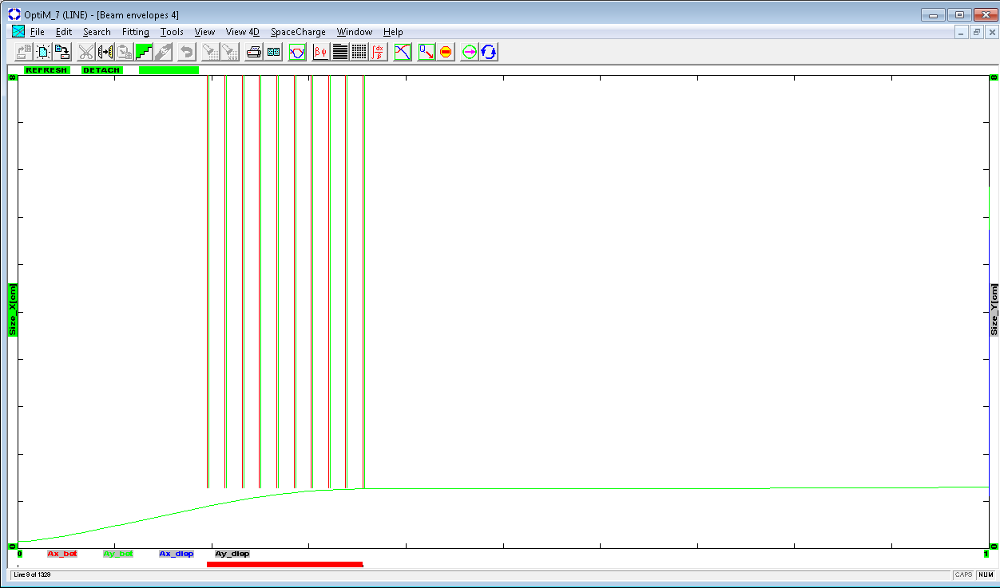 OptiM_7 (LINE) - [Beam envelopes 4]
File Edit Search Fitting Tools View View 4D SpaceCharge Window Help
βψ ∫dx β
REFRESH DETACH
8 8
Size_X[cm] Size_Y[cm]
0 0
0 Ax_bet Ay_bet Ax_disp Ay_disp 1
Line 9 of 1329 CAPS NUM